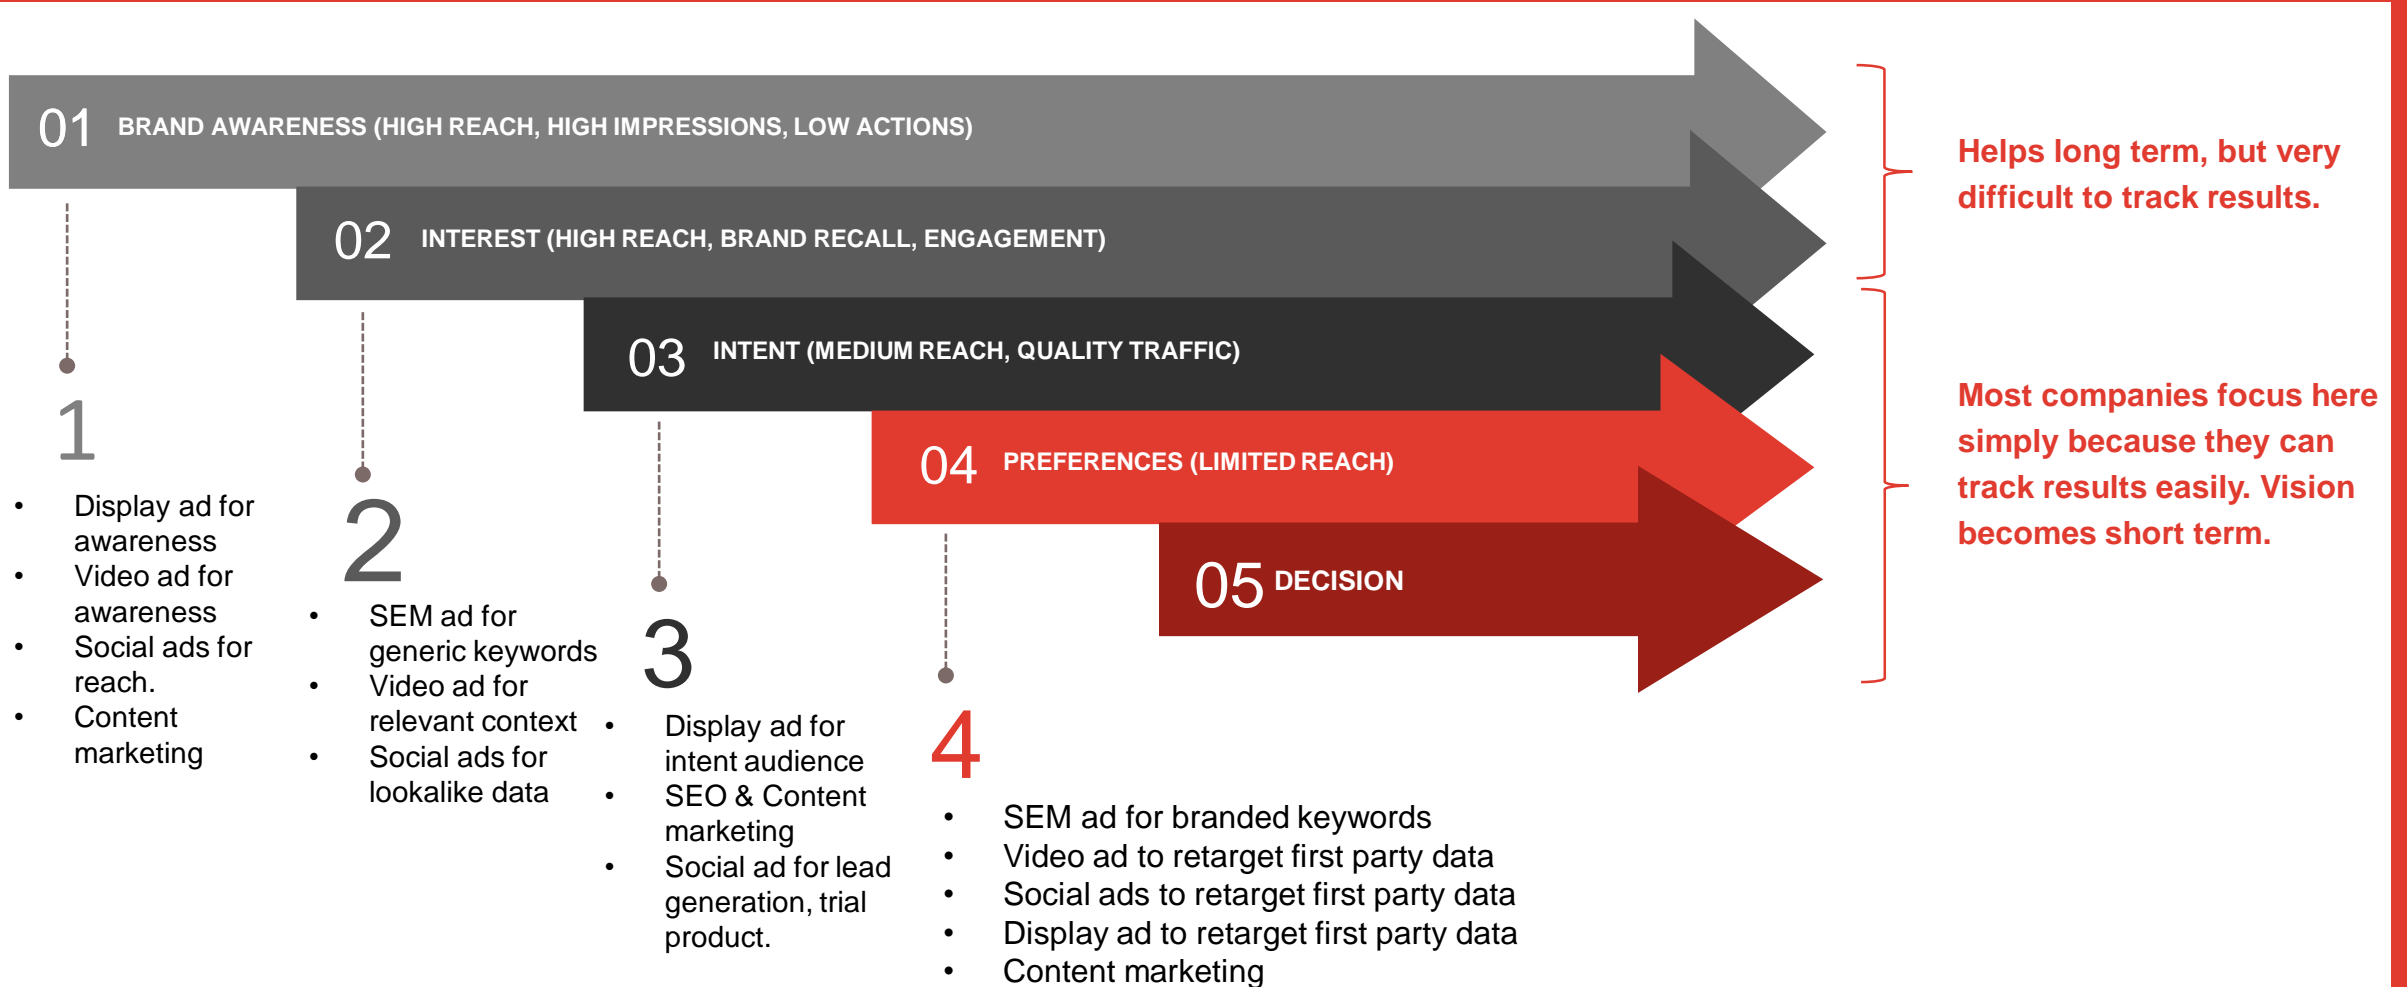 01 BRAND AWARENESS (HIGH REACH, HIGH IMPRESSIONS, LOW ACTIONS)
02 INTEREST (HIGH REACH, BRAND RECALL, ENGAGEMENT)
03 INTENT (MEDIUM REACH, QUALITY TRAFFIC)
04 PREFERENCES (LIMITED REACH)
05 DECISION
Helps long term, but very
difficult to track results.
Most companies focus here
simply because they can
track results easily. Vision
becomes short term.
1
• Display ad for
awareness
• Video ad for
awareness
• Social ads for
reach.
• Content
marketing
2
• SEM ad for
generic keywords
• Video ad for
relevant context
• Social ads for
lookalike data
3
• Display ad for
intent audience
• SEO & Content
marketing
• Social ad for lead
generation, trial
product.
4
• SEM ad for branded keywords
• Video ad to retarget first party data
• Social ads to retarget first party data
• Display ad to retarget first party data
• Content marketing